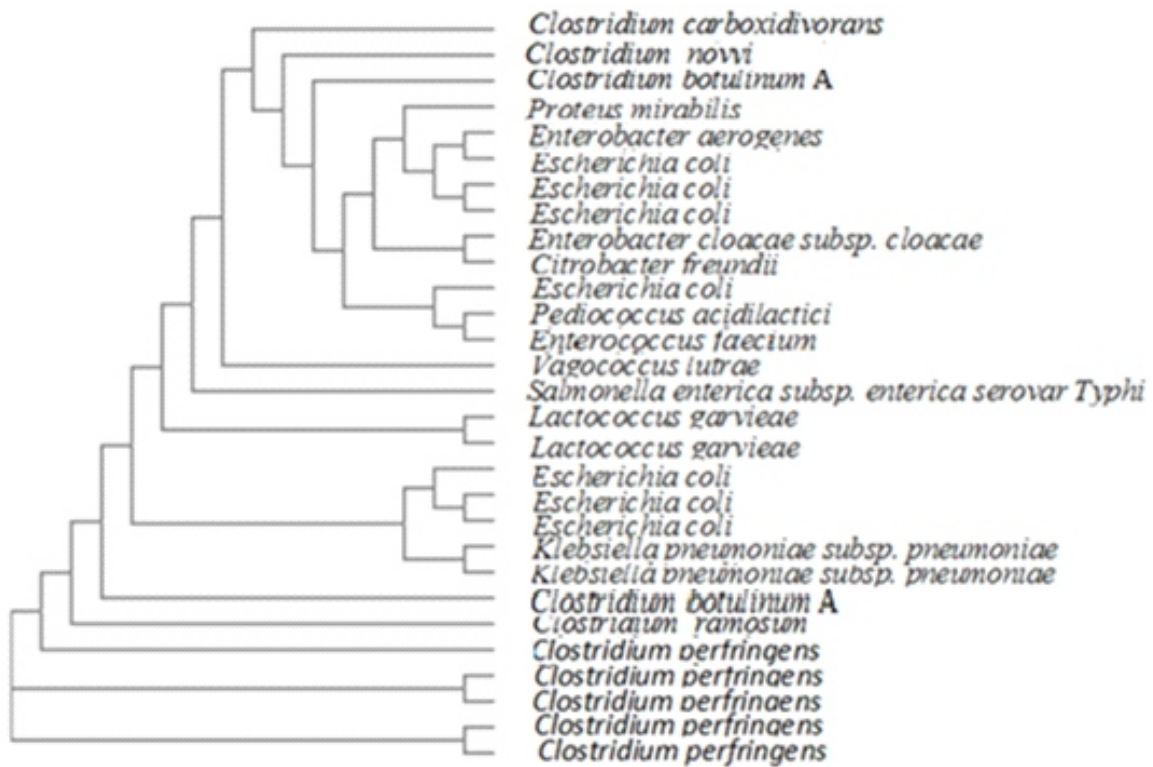 Clostridium carboxidivorans
Clostridium novvi
Clostridium botulinum A
Proteus mirabilis
Enterobacter aerogenes
Escherichia coli
Escherichia coli
Escherichia coli
Enterobacter cloacae subsp. cloacae
Citrobacter freundii
Escherichia coli
Pediococcus acidilactici
Enterococcus faecium
Vagococcus lutrae
Salmonella enterica subsp. enterica serovar Typhi
Lactococcus garvieae
Lactococcus garvieae
Escherichia coli
Escherichia coli
Escherichia coli
Klebsiella pneumoniae subsp. pneumoniae
Klebsiella pneumoniae subsp. pneumoniae
Clostridium botulinum A
Clostridium ramosum
Clostridium perfringens
Clostridium perfringens
Clostridium perfringens
Clostridium perfringens
Clostridium perfringens